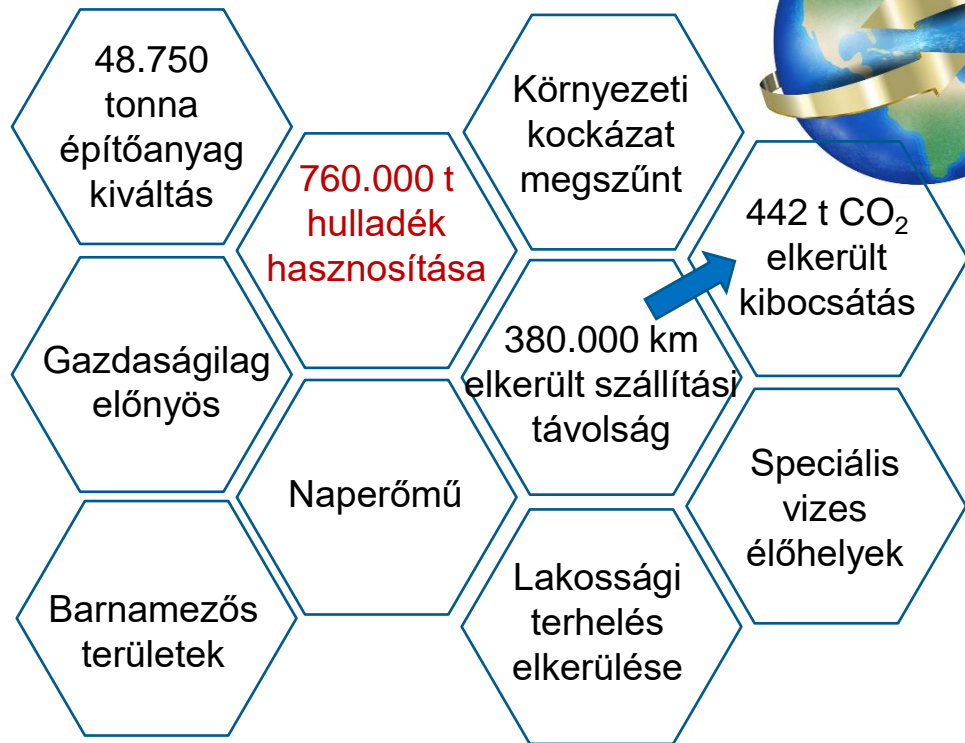 48.750
tonna
építőanyag
kiváltás
760.000 t
hulladék
hasznosítása
Környezeti
kockázat
megszűnt
442 t CO₂
elkerült
kibocsátás
Gazdaságilag
előnyös
380.000 km
elkerült szállítási
távolság
Naperőmű
Speciális
vizes
élőhelyek
Barnamezős
területek
Lakossági
terhelés
elkerülése